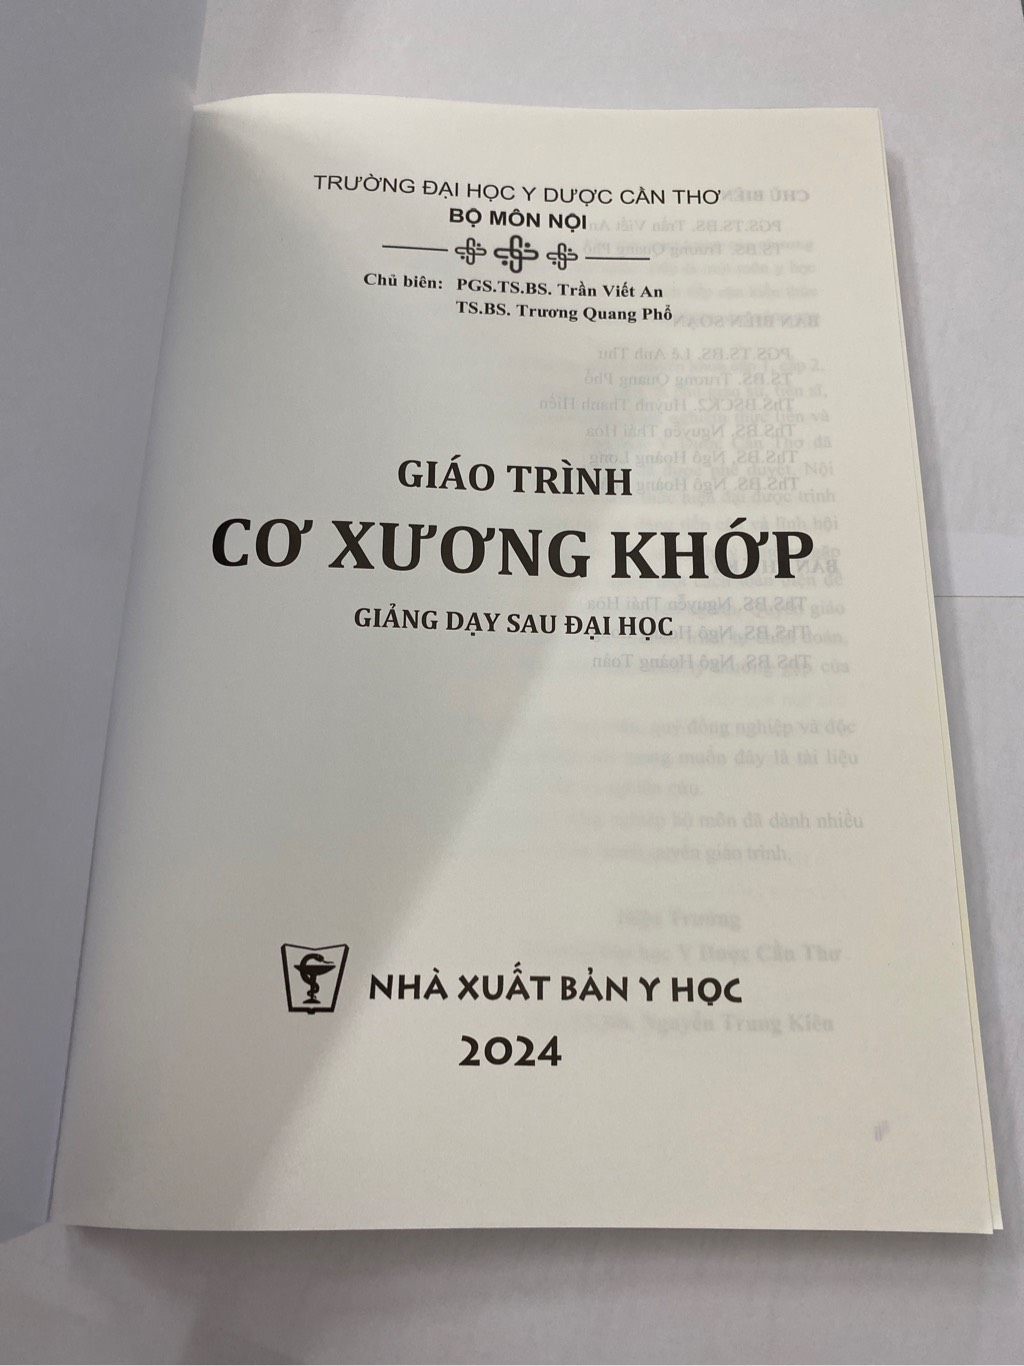 TRƯỜNG ĐẠI HỌC Y DƯỢC CẦN THƠ
BỘ MÔN NỘI
Chủ biên: PGS.TS.BS. Trần Viết An
TS.BS. Trương Quang Phổ
GIÁO TRÌNH
CƠ XƯƠNG KHỚP
GIẢNG DẠY SAU ĐẠI HỌC
NHÀ XUẤT BẢN Y HỌC
2024